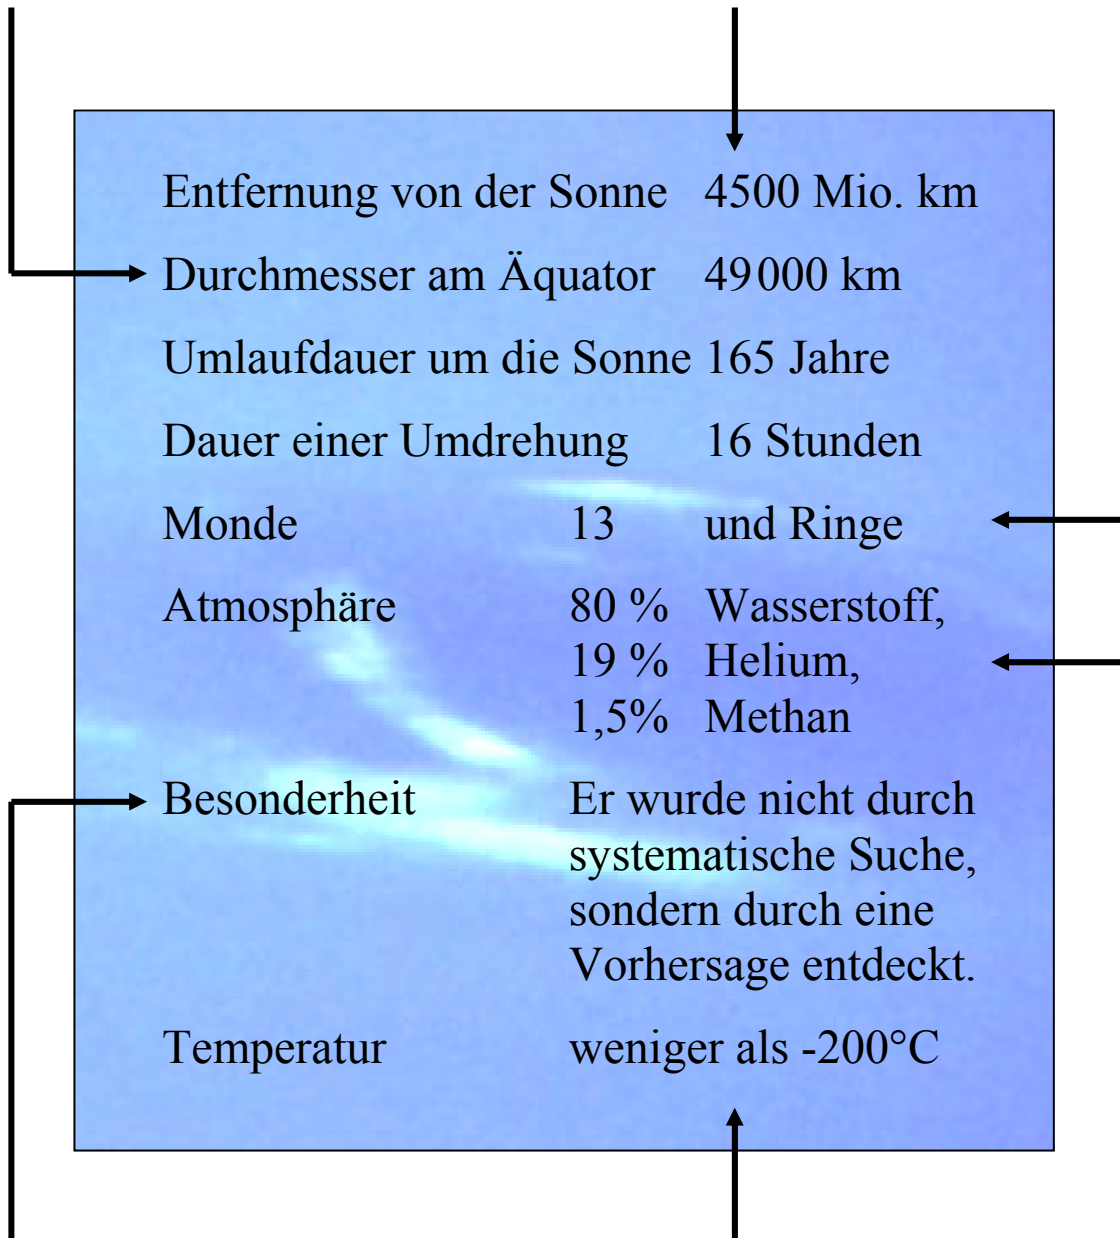 Entfernung von der Sonne 4500 Mio. km
Durchmesser am Äquator 49000 km
Umlaufdauer um die Sonne 165 Jahre
Dauer einer Umdrehung 16 Stunden
Monde 13 und Ringe
Atmosphäre 80 % Wasserstoff,
19 % Helium,
1,5% Methan
Besonderheit Er wurde nicht durch
systematische Suche,
sondern durch eine
Vorhersage entdeckt.
Temperatur weniger als -200°C